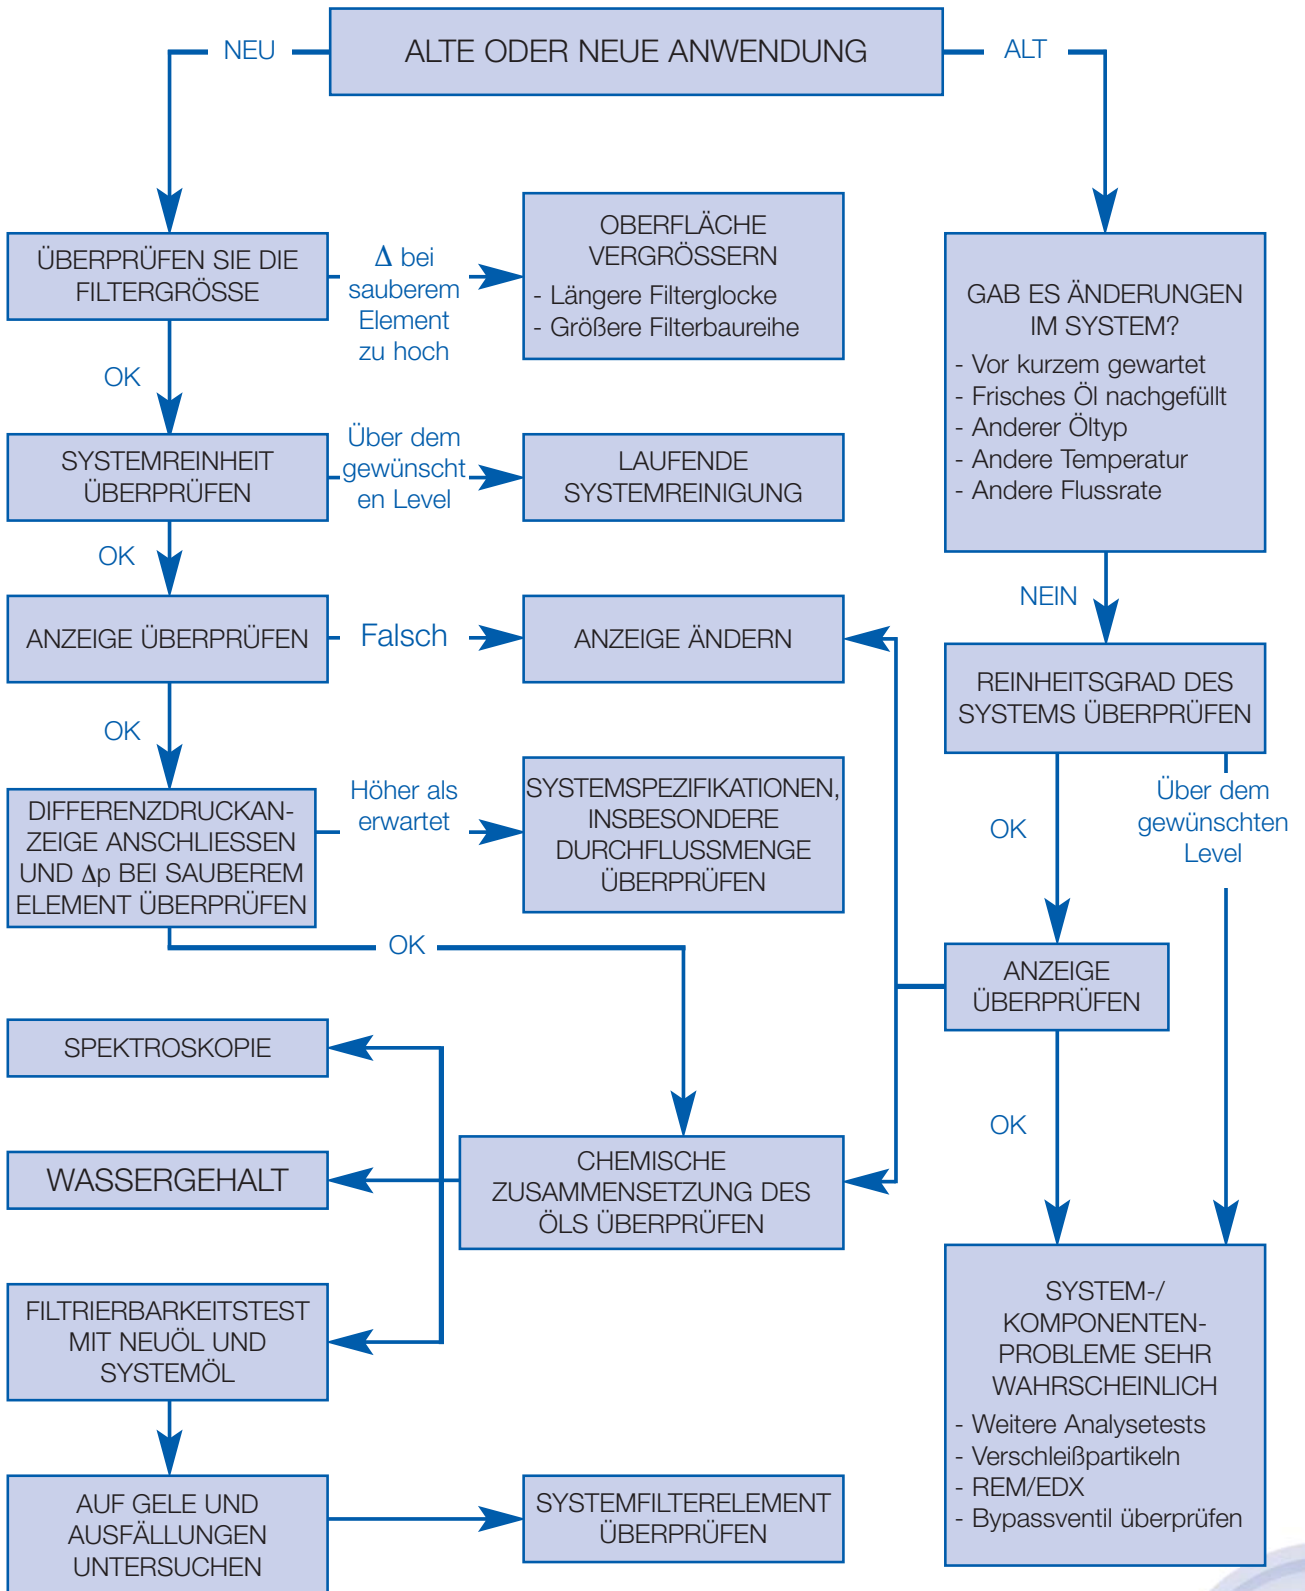 NEU
ALTE ODER NEUE ANWENDUNG
ALT
ÜBERPRÜFEN SIE DIE
FILTERGRÖSSE
Δ bei
sauberem
Element
zu hoch
OBERFLÄCHE
VERGRÖSSERN
- Längere Filterglocke
- Größere Filterbaureihe
GAB ES ÄNDERUNGEN
IM SYSTEM?
- Vor kurzem gewartet
- Frisches Öl nachgefüllt
- Anderer Öltyp
- Andere Temperatur
- Andere Flussrate
OK
SYSTEMREINHEIT
ÜBERPRÜFEN
Über dem
gewünscht
en Level
LAUFENDE
SYSTEMREINIGUNG
OK
NEIN
ANZEIGE ÜBERPRÜFEN
Falsch
ANZEIGE ÄNDERN
REINHEITSGRAD DES
SYSTEMS ÜBERPRÜFEN
OK
DIFFERENZDRUCKAN-
ZEIGE ANSCHLIESSEN
UND Δp BEI SAUBEREM
ELEMENT ÜBERPRÜFEN
Höher als
erwartet
SYSTEMSPEZIFIKATIONEN,
INSBESONDERE
DURCHFLUSSMENGE
ÜBERPRÜFEN
OK
Über dem
gewünschten
Level
OK
ANZEIGE
ÜBERPRÜFEN
SPEKTROSKOPIE
WASSERGEHALT
CHEMISCHE
ZUSAMMENSETZUNG DES
ÖLS ÜBERPRÜFEN
OK
FILTRIERBARKEITSTEST
MIT NEUÖL UND
SYSTEMÖL
SYSTEM-/
KOMPONENTEN-
PROBLEME SEHR
WAHRSCHEINLICH
- Weitere Analysetests
- Verschleißpartikeln
- REM/EDX
- Bypassventil überprüfen
AUF GELE UND
AUSFÄLLUNGEN
UNTERSUCHEN
SYSTEMFILTERELEMENT
ÜBERPRÜFEN